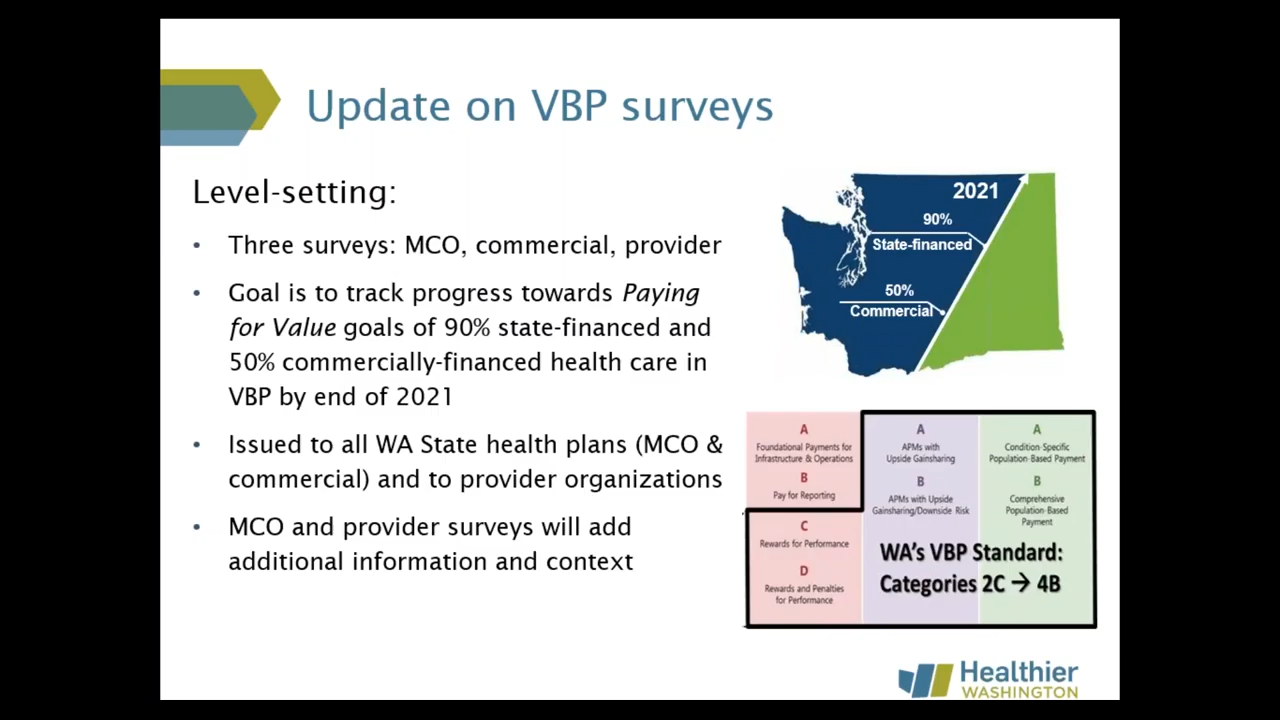 Update on VBP surveys
Level-setting:
• Three surveys: MCO, commercial, provider
• Goal is to track progress towards Paying
for Value goals of 90% state-financed and
50% commercially-financed health care in
VBP by end of 2021
• Issued to all WA State health plans (MCO &
commercial) and to provider organizations
• MCO and provider surveys will add
additional information and context
2021
90%
State-financed
50%
Commercial
A
Foundational Payments for
Infrastructure & Operations
B
Pay for Reporting
C
Rewards for Performance
D
Rewards and Penalties
for Performance
A
APMs with
Upside Gainsharing
B
APMs with Upside
Gainsharing/Downside Risk
A
Condition-Specific
Population-Based Payment
B
Comprehensive
Population-Based
Payment
WA's VBP Standard:
Categories 2C → 4B
Healthier
WASHINGTON